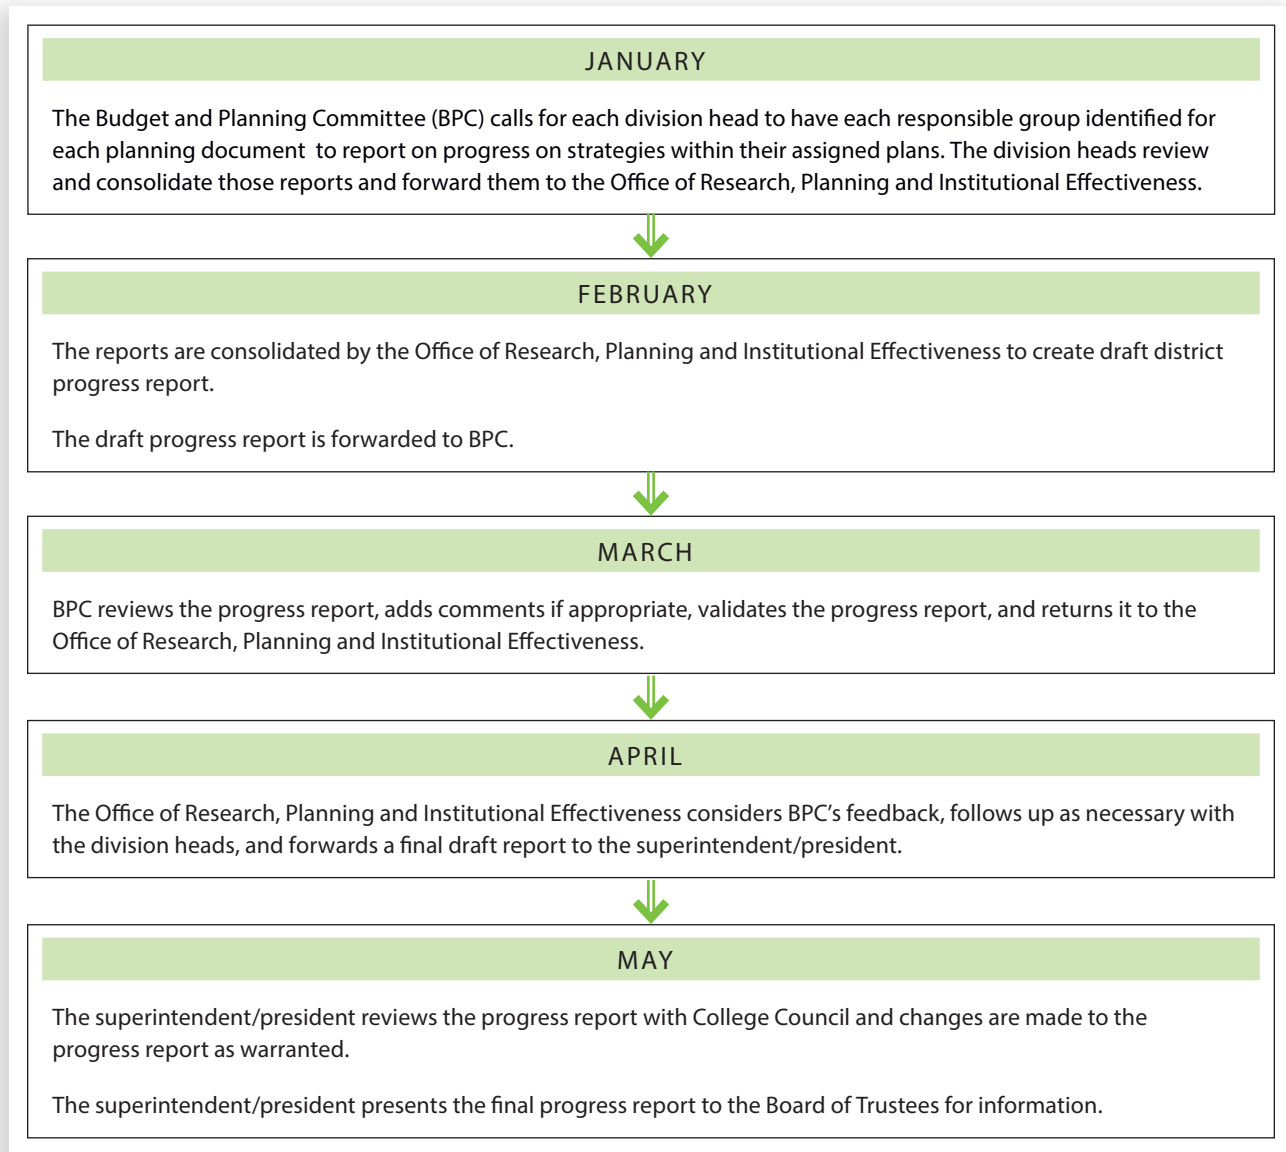 JANUARY
The Budget and Planning Committee (BPC) calls for each division head to have each responsible group identified for
each planning document  to report on progress on strategies within their assigned plans. The division heads review
and consolidate those reports and forward them to the Office of Research, Planning and Institutional Effectiveness.
FEBRUARY
The reports are consolidated by the Office of Research, Planning and Institutional Effectiveness to create draft district
progress report.
The draft progress report is forwarded to BPC.
MARCH
BPC reviews the progress report, adds comments if appropriate, validates the progress report, and returns it to the
Office of Research, Planning and Institutional Effectiveness.
APRIL
The Office of Research, Planning and Institutional Effectiveness considers BPC’s feedback, follows up as necessary with
the division heads, and forwards a final draft report to the superintendent/president.
MAY
The superintendent/president reviews the progress report with College Council and changes are made to the
progress report as warranted.
The superintendent/president presents the final progress report to the Board of Trustees for information.